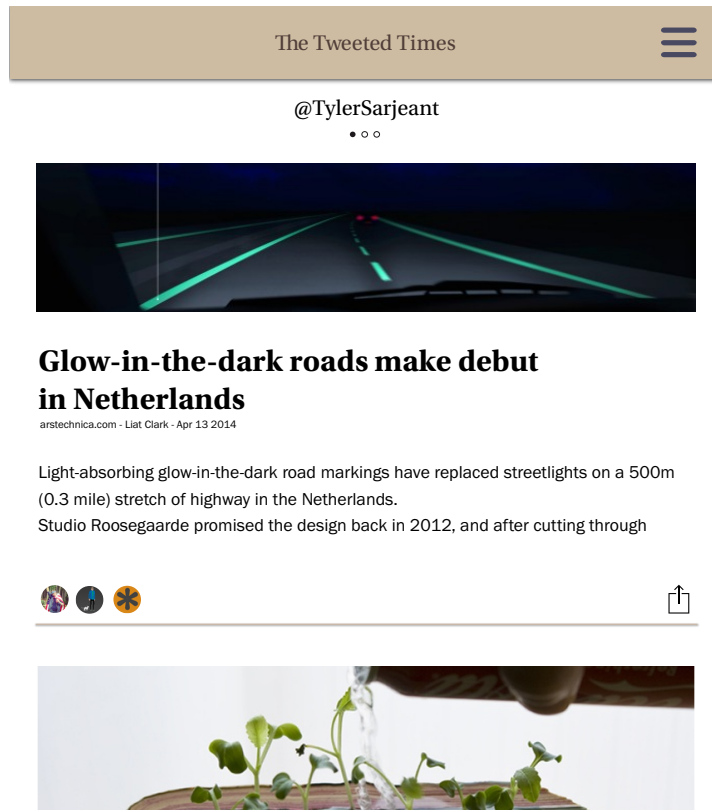 The Tweeted Times
@TylerSarjeant
Glow-in-the-dark roads make debut
in Netherlands
arstechnica.com - Liat Clark - Apr 13 2014
Light-absorbing glow-in-the-dark road markings have replaced streetlights on a 500m
(0.3 mile) stretch of highway in the Netherlands.
Studio Roosegaarde promised the design back in 2012, and after cutting through